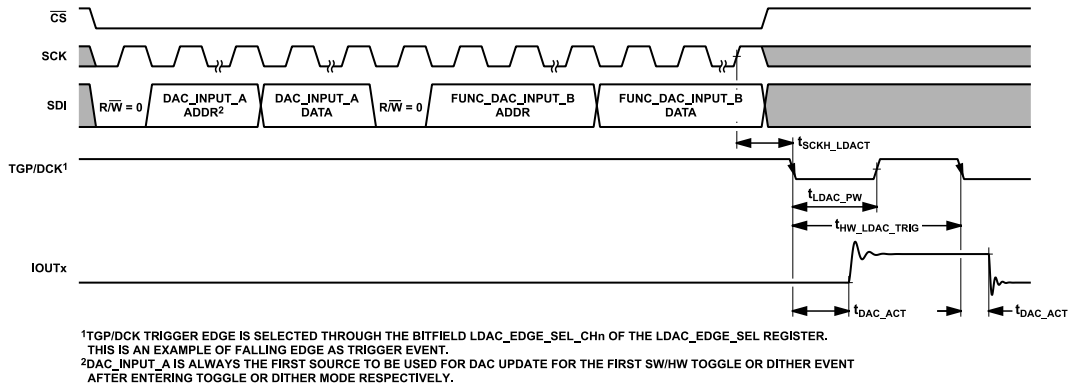 CS
SCK
SDI
R/W = 0
DAC_INPUT_A
ADDR2
DAC_INPUT_A
DATA
R/W = 0
FUNC_DAC_INPUT_B
ADDR
FUNC_DAC_INPUT_B
DATA
tSCKH_LDACT
TGP/DCK1
tLDAC_PW
tHW_LDAC_TRIG
IOUTx
tDAC_ACT
tDAC_ACT
1TGP/DCK TRIGGER EDGE IS SELECTED THROUGH THE BITFIELD LDAC_EDGE_SEL_CHn OF THE LDAC_EDGE_SEL REGISTER.
THIS IS AN EXAMPLE OF FALLING EDGE AS TRIGGER EVENT.
2DAC_INPUT_A IS ALWAYS THE FIRST SOURCE TO BE USED FOR DAC UPDATE FOR THE FIRST SW/HW TOGGLE OR DITHER EVENT
AFTER ENTERING TOGGLE OR DITHER MODE RESPECTIVELY.